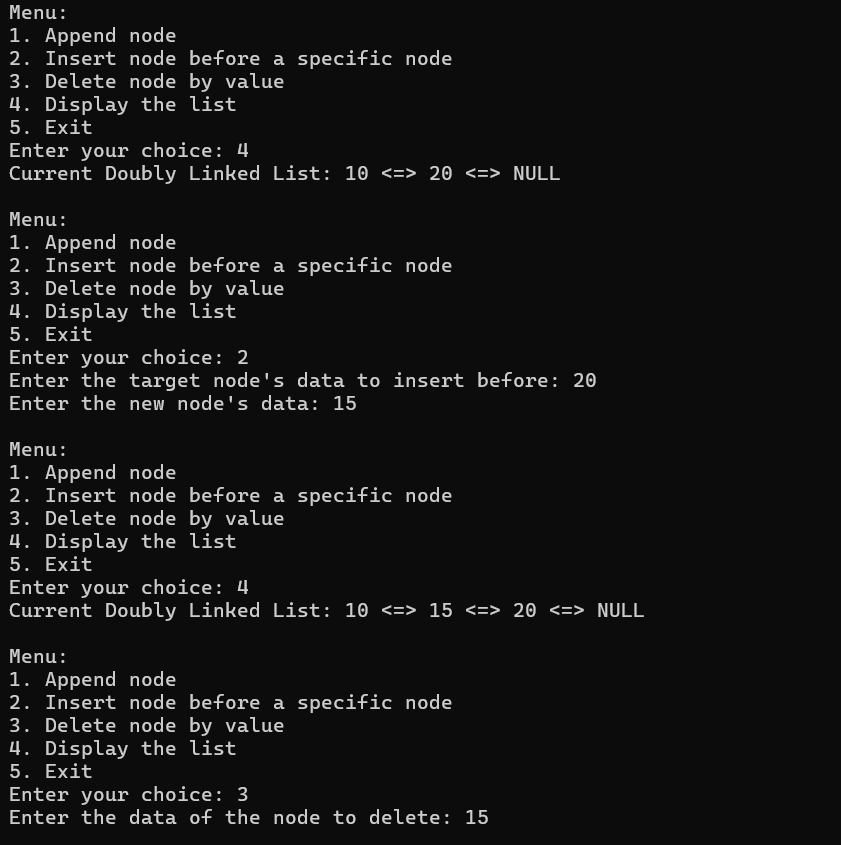 Menu:
1. Append node
2. Insert node before a specific node
3. Delete node by value
4. Display the list
5. Exit
Enter your choice: 4
Current Doubly Linked List: 10 <=> 20 <=> NULL

Menu:
1. Append node
2. Insert node before a specific node
3. Delete node by value
4. Display the list
5. Exit
Enter your choice: 2
Enter the target node's data to insert before: 20
Enter the new node's data: 15

Menu:
1. Append node
2. Insert node before a specific node
3. Delete node by value
4. Display the list
5. Exit
Enter your choice: 4
Current Doubly Linked List: 10 <=> 15 <=> 20 <=> NULL

Menu:
1. Append node
2. Insert node before a specific node
3. Delete node by value
4. Display the list
5. Exit
Enter your choice: 3
Enter the data of the node to delete: 15